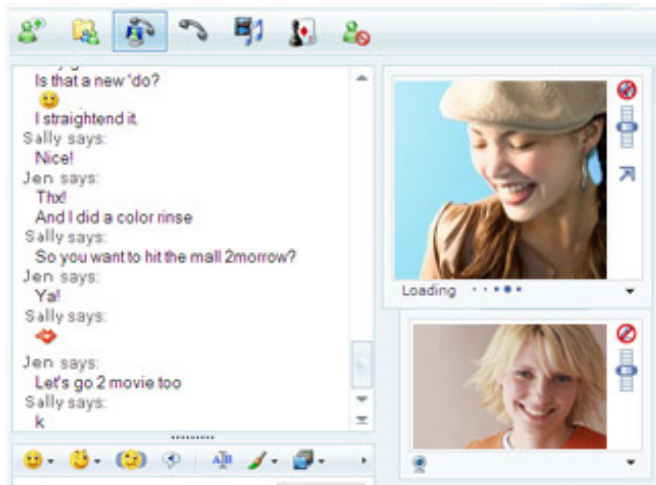 Is that a new 'do?
I straightend it.
Sally says:
Nice!
Jen says:
Thx!
And I did a color rinse
Sally says:
So you want to hit the mall 2morrow?
Jen says:
Ya!
Sally says:
Jen says:
Let's go 2 movie too
Sally says:
k
Loading